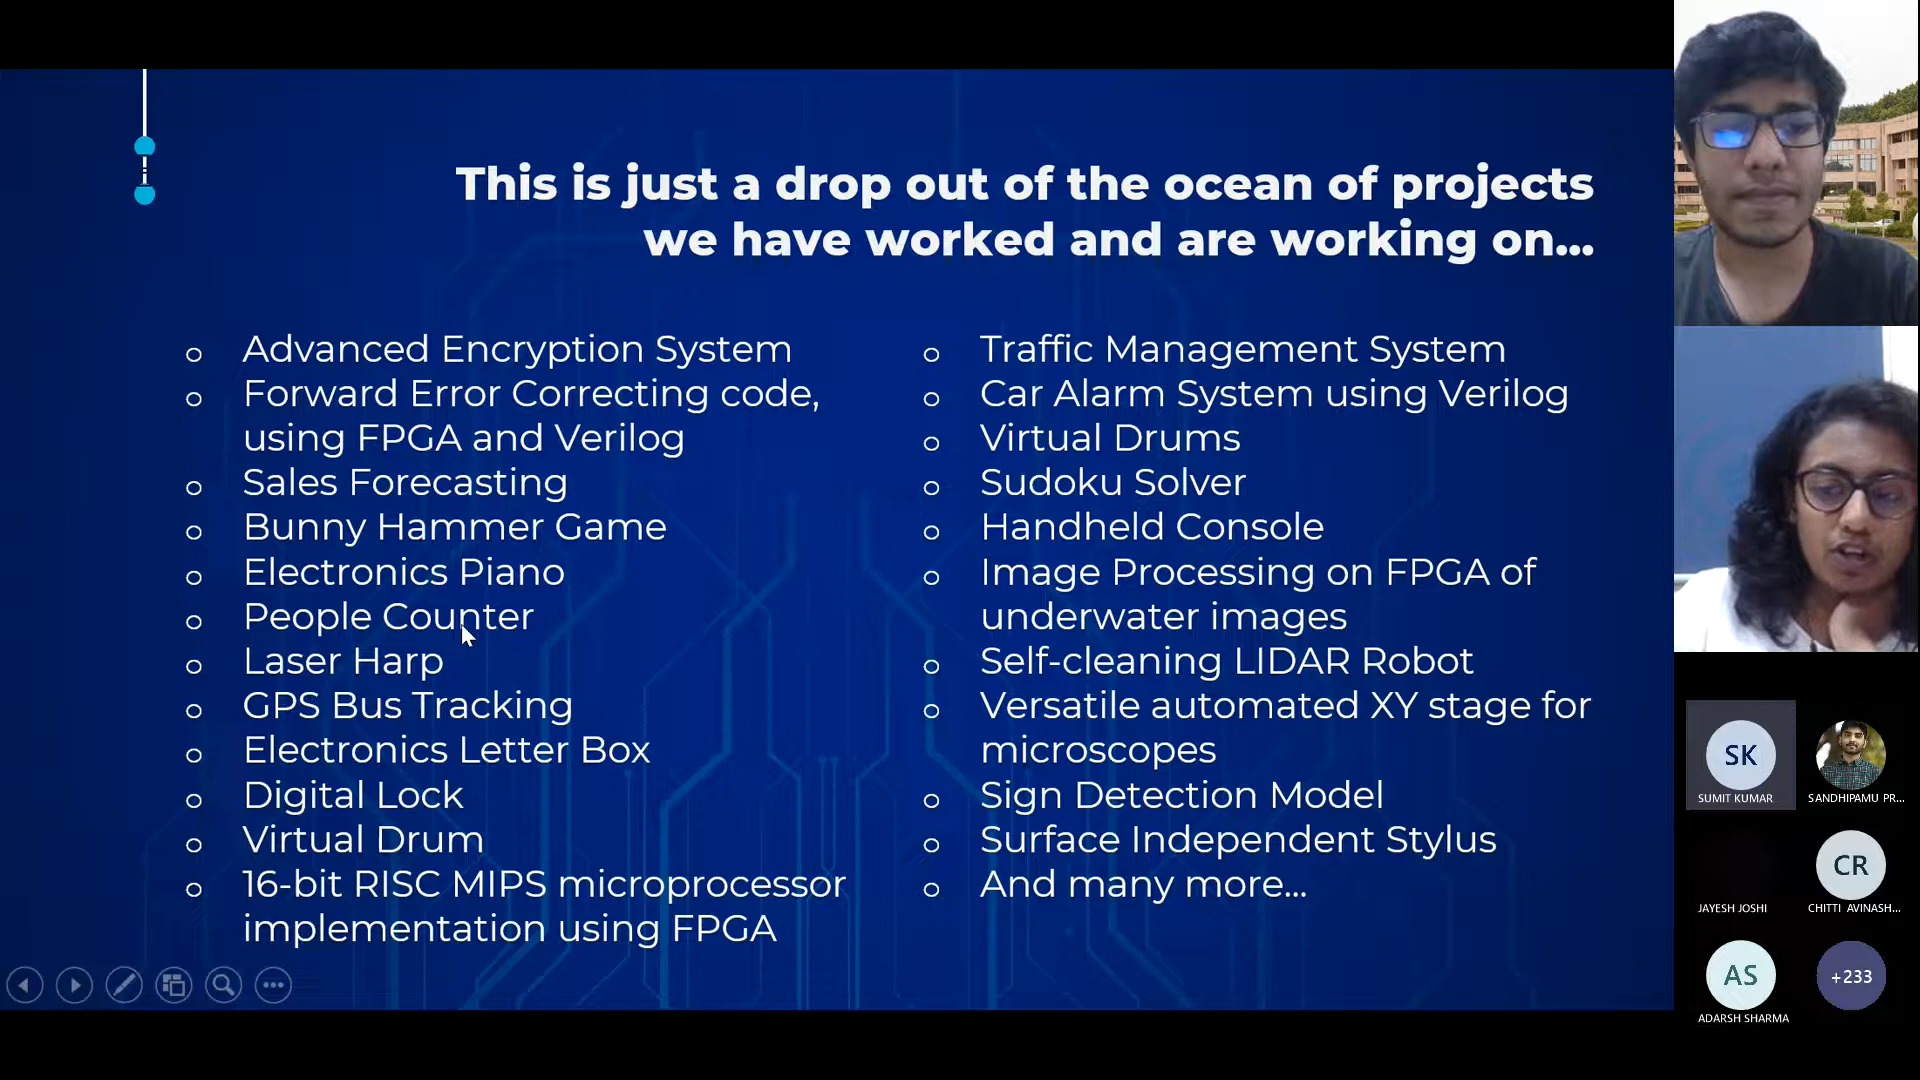 This is just a drop out of the ocean of projects
we have worked and are working on...
Advanced Encryption System
Forward Error Correcting code,
using FPGA and Verilog
Sales Forecasting
Bunny Hammer Game
Electronics Piano
People Counter
Laser Harp
GPS Bus Tracking
Electronics Letter Box
Digital Lock
Virtual Drum
16-bit RISC MIPS microprocessor
implementation using FPGA
Traffic Management System
Car Alarm System using Verilog
Virtual Drums
Sudoku Solver
Handheld Console
Image Processing on FPGA of
underwater images
Self-cleaning LIDAR Robot
Versatile automated XY stage for
microscopes
Sign Detection Model
Surface Independent Stylus
And many more...
SK
SUMIT KUMAR
SANDHIPAMU PR...
JAYESH JOSHI
CR
CHITTI AVINASH...
AS
ADARSH SHARMA
+233